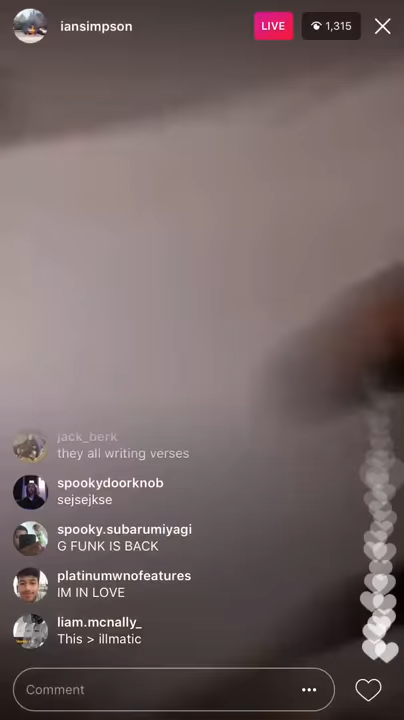 iansimpson
LIVE
1,315
jack_berk
they all writing verses
spookydoorknob
sejsejkse
spooky.subarumiyagi
G FUNK IS BACK
platinumwnofeatures
IM IN LOVE
liam.mcnally_
This > illmatic
Comment